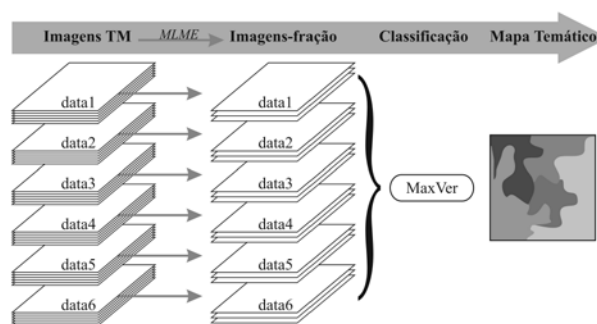 Imagens TM MLME Imagens-fração Classificação Mapa Temático
data1 data1
data2 data2
data3 data3
MaxVer
data4 data4
data5 data5
data6 data6